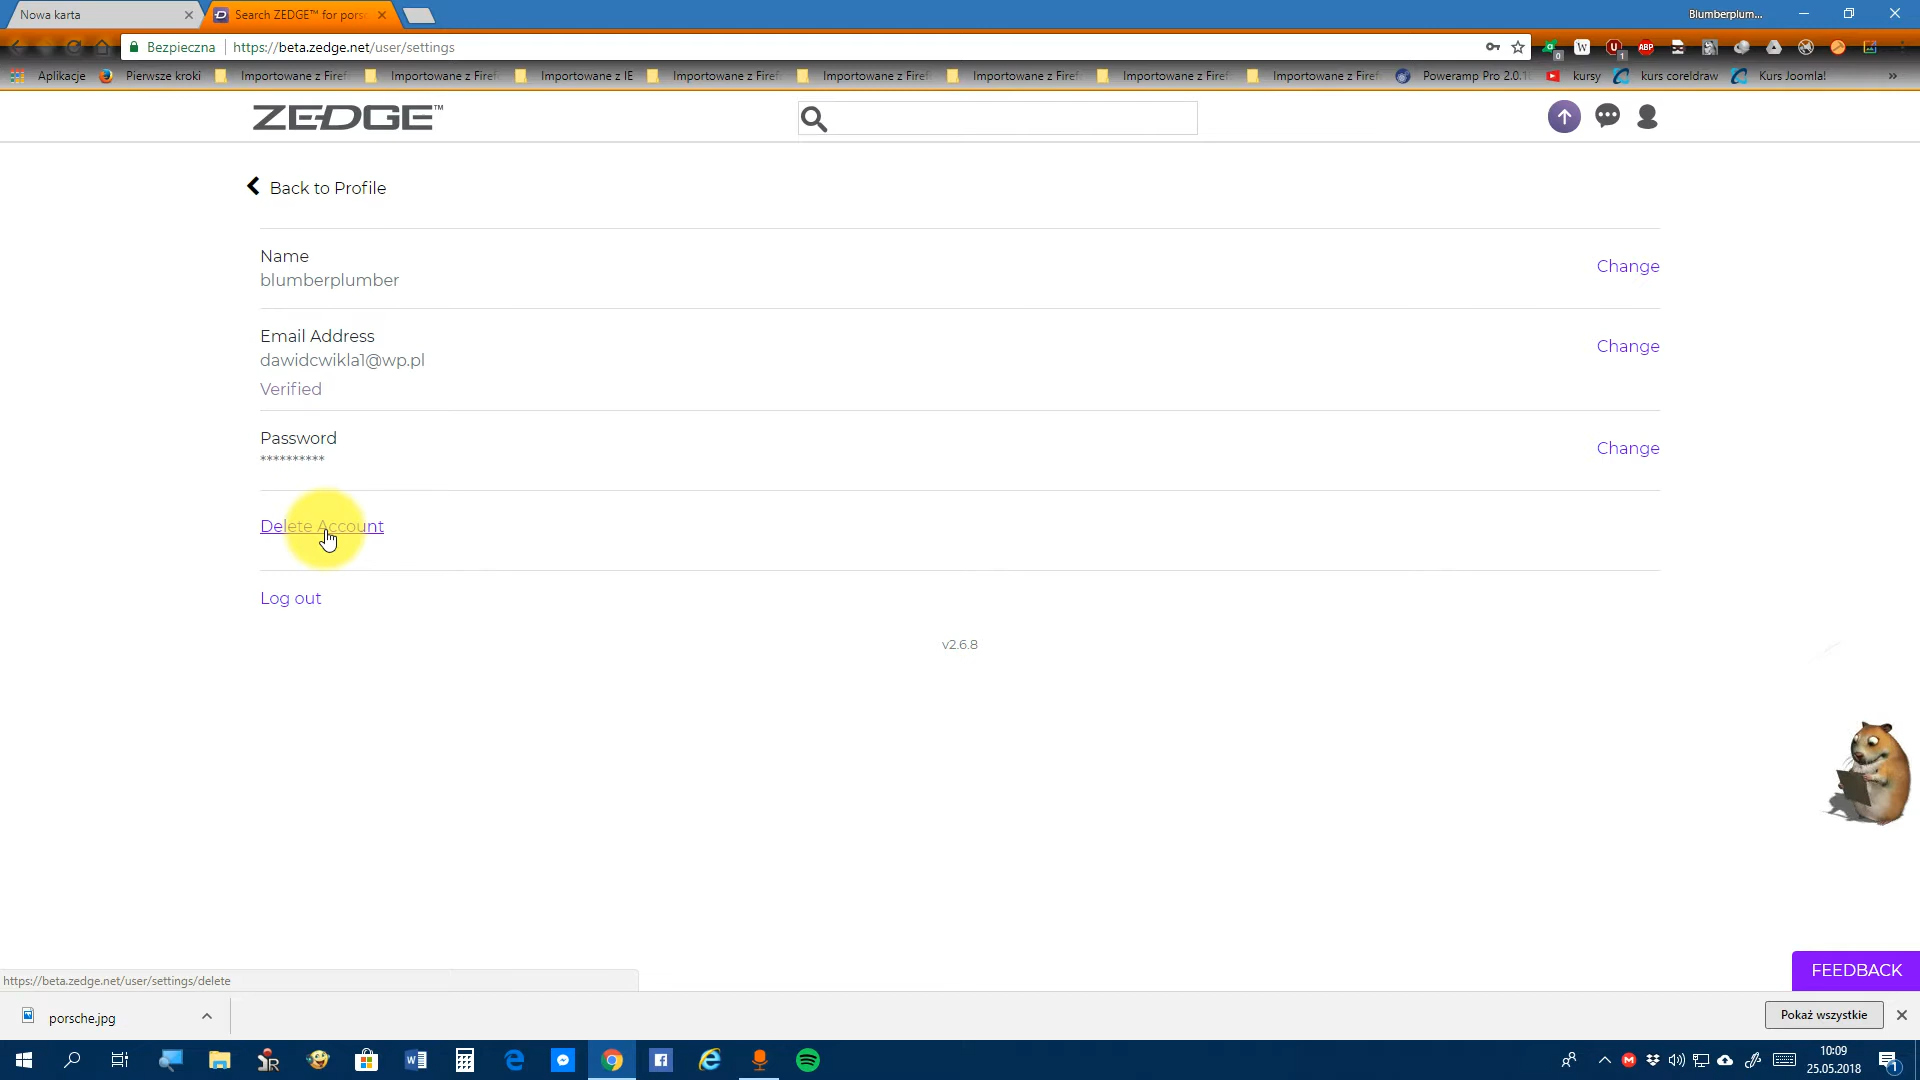 Nowa karta
Search ZEDGE™ for pors
Blumberplum...
Bezpieczna
https://beta.zedge.net/user/settings
Aplikacje
Pierwsze kroki
Importowane z Firef
Importowane z Firef
Importowane z IE
Importowane z Firef
Importowane z Firef
Importowane z Firef
Importowane z Firef
Importowane z Firef
Poweramp Pro 2.0.1
kursy
kurs coreldraw
Kurs Joomla!
ZEDGE™
Back to Profile
Name
blumberplumber
Change
Email Address
dawidcwikla1@wp.pl
Change
Verified
Password
**********
Change
Delete Account
Log out
v2.6.8
FEEDBACK
https://beta.zedge.net/user/settings/delete
porsche.jpg
Pokaż wszystkie
10:09
25.05.2018